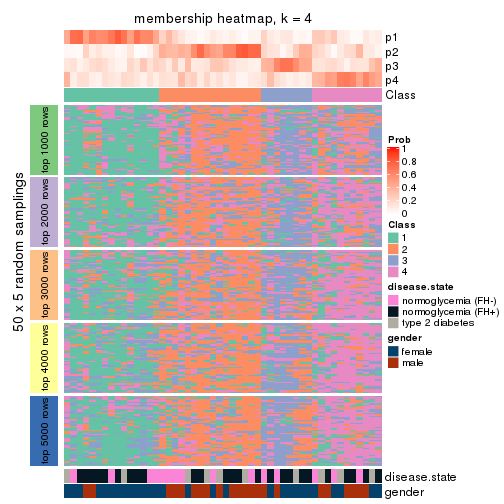 membership heatmap, k = 4
p1
p2
p3
p4
Class
50 x 5 random samplings
top 1000 rows
top 2000 rows
top 3000 rows
top 4000 rows
top 5000 rows
disease.state
gender
Prob
1
0.8
0.6
0.4
0.2
0
Class
1
2
3
4
disease.state
normoglycemia (FH-)
normoglycemia (FH+)
type 2 diabetes
gender
female
male